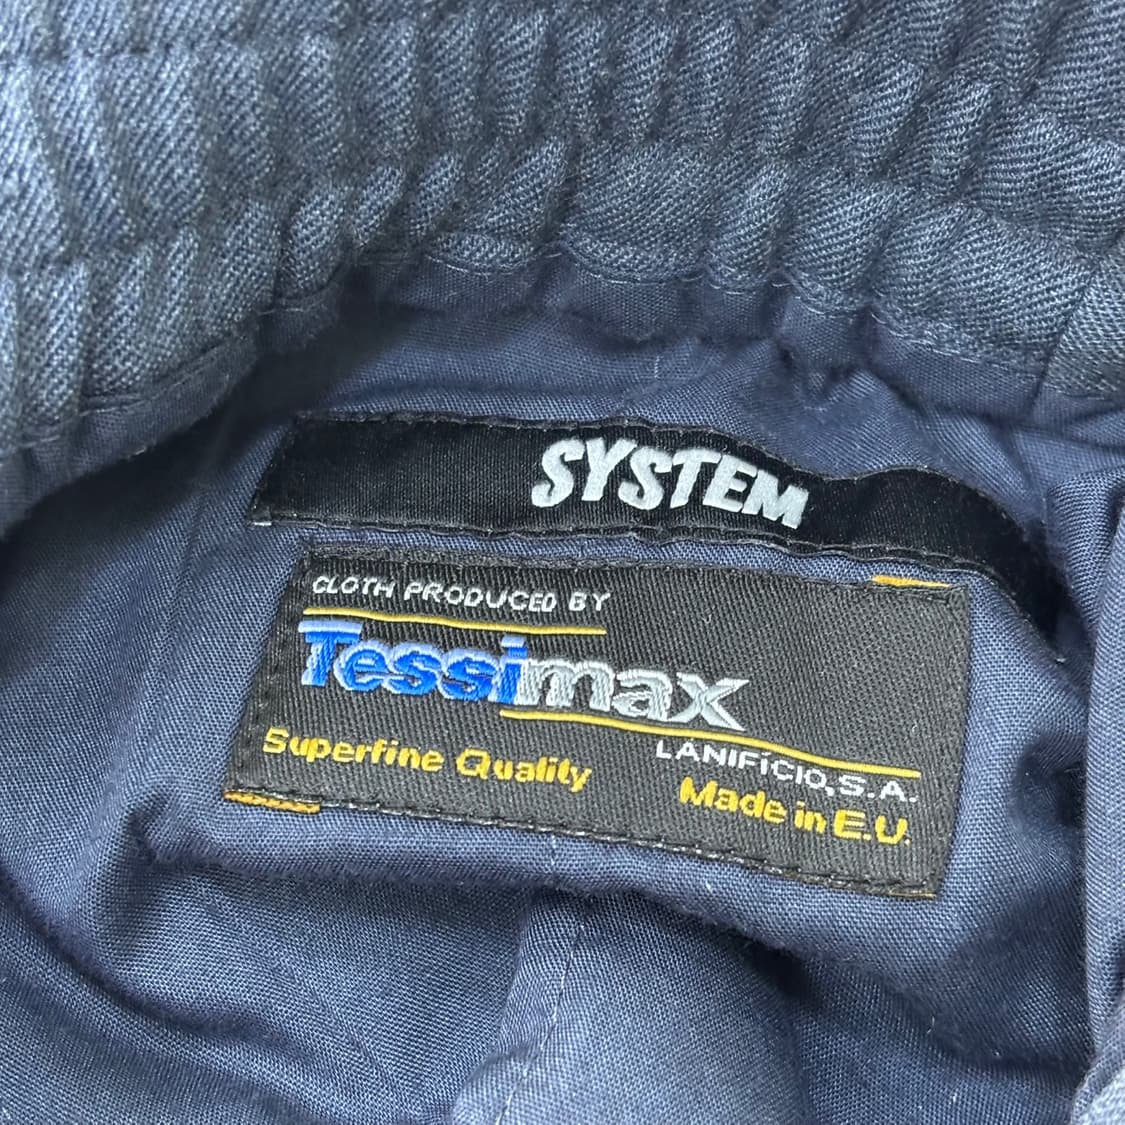 SYSTEM
CLOTH PRODUCED BY
Tessimax
LANIFÍCIO, S.A.
Superfine Quality
Made in E.U.